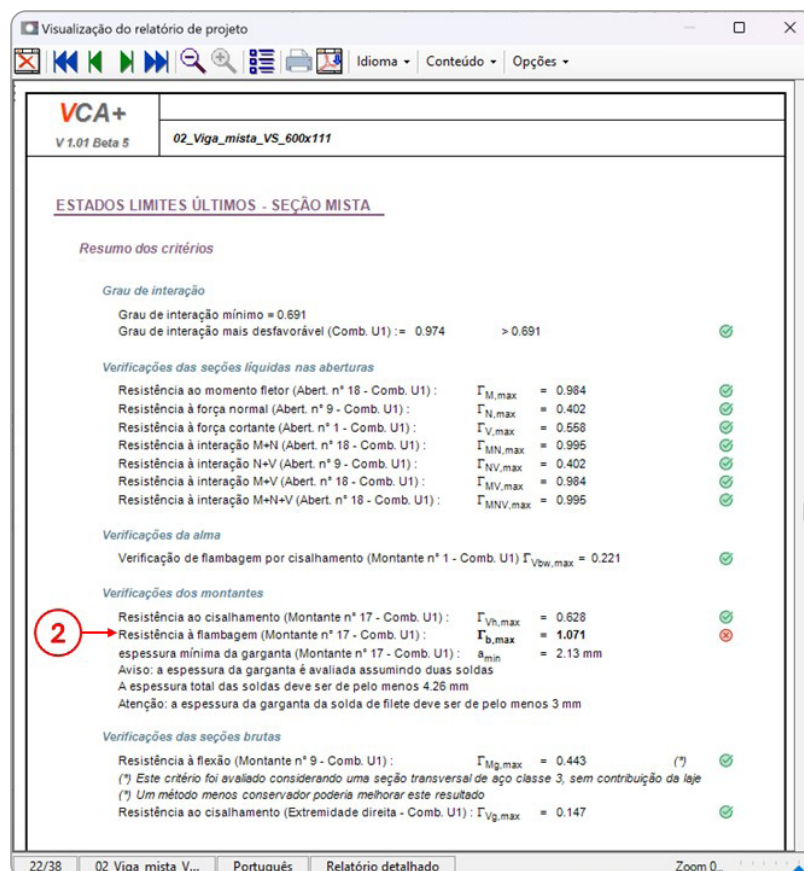 Visualização do relatório de projeto
Idioma Conteúdo Opções
VCA+
V 1.01 Beta 5
02_Viga_mista_VS_600x111
ESTADOS LIMITES ÚLTIMOS - SEÇÃO MISTA
Resumo dos critérios
Grau de interação
Grau de interação mínimo = 0.691
Grau de interação mais desfavorável (Comb. U1) := 0.974 > 0.691
Verificações das seções líquidas nas aberturas
Resistência ao momento fletor (Abert. n° 18 - Comb. U1) : ΓM,max = 0.984
Resistência à força normal (Abert. n° 9 - Comb. U1) : ΓN,max = 0.402
Resistência à força cortante (Abert. n° 1 - Comb. U1) : ΓV,max = 0.558
Resistência à interação M+N (Abert. n° 18 - Comb. U1) : ΓMN,max = 0.995
Resistência à interação N+V (Abert. n° 9 - Comb. U1) : ΓNV,max = 0.402
Resistência à interação M+V (Abert. n° 18 - Comb. U1) : ΓMV,max = 0.984
Resistência à interação M+N+V (Abert. n° 18 - Comb. U1) : ΓMNV,max = 0.995
Verificações da alma
Verificação de flambagem por cisalhamento (Montante n° 1 - Comb. U1) ΓVbw,max = 0.221
Verificações dos montantes
Resistência ao cisalhamento (Montante n° 17 - Comb. U1) : ΓVh,max = 0.628
2 Resistência à flambagem (Montante n° 17 - Comb. U1) : Γb,max = 1.071
espessura mínima da garganta (Montante n° 17 - Comb. U1) : amin = 2.13 mm
Aviso: a espessura da garganta é avaliada assumindo duas soldas
A espessura total das soldas deve ser de pelo menos 4.26 mm
Atenção: a espessura da garganta da solda de filete deve ser de pelo menos 3 mm
Verificações das seções brutas
Resistência à flexão (Montante n° 9 - Comb. U1) : ΓMg,max = 0.443 (*)
(*) Este critério foi avaliado considerando uma seção transversal de aço classe 3, sem contribuição da laje
(*) Um método menos conservador poderia melhorar este resultado
Resistência ao cisalhamento (Extremidade direita - Comb. U1) : ΓVg,max = 0.147
22/38 02_Viga_mista_V... Português Relatório detalhado Zoom 0...